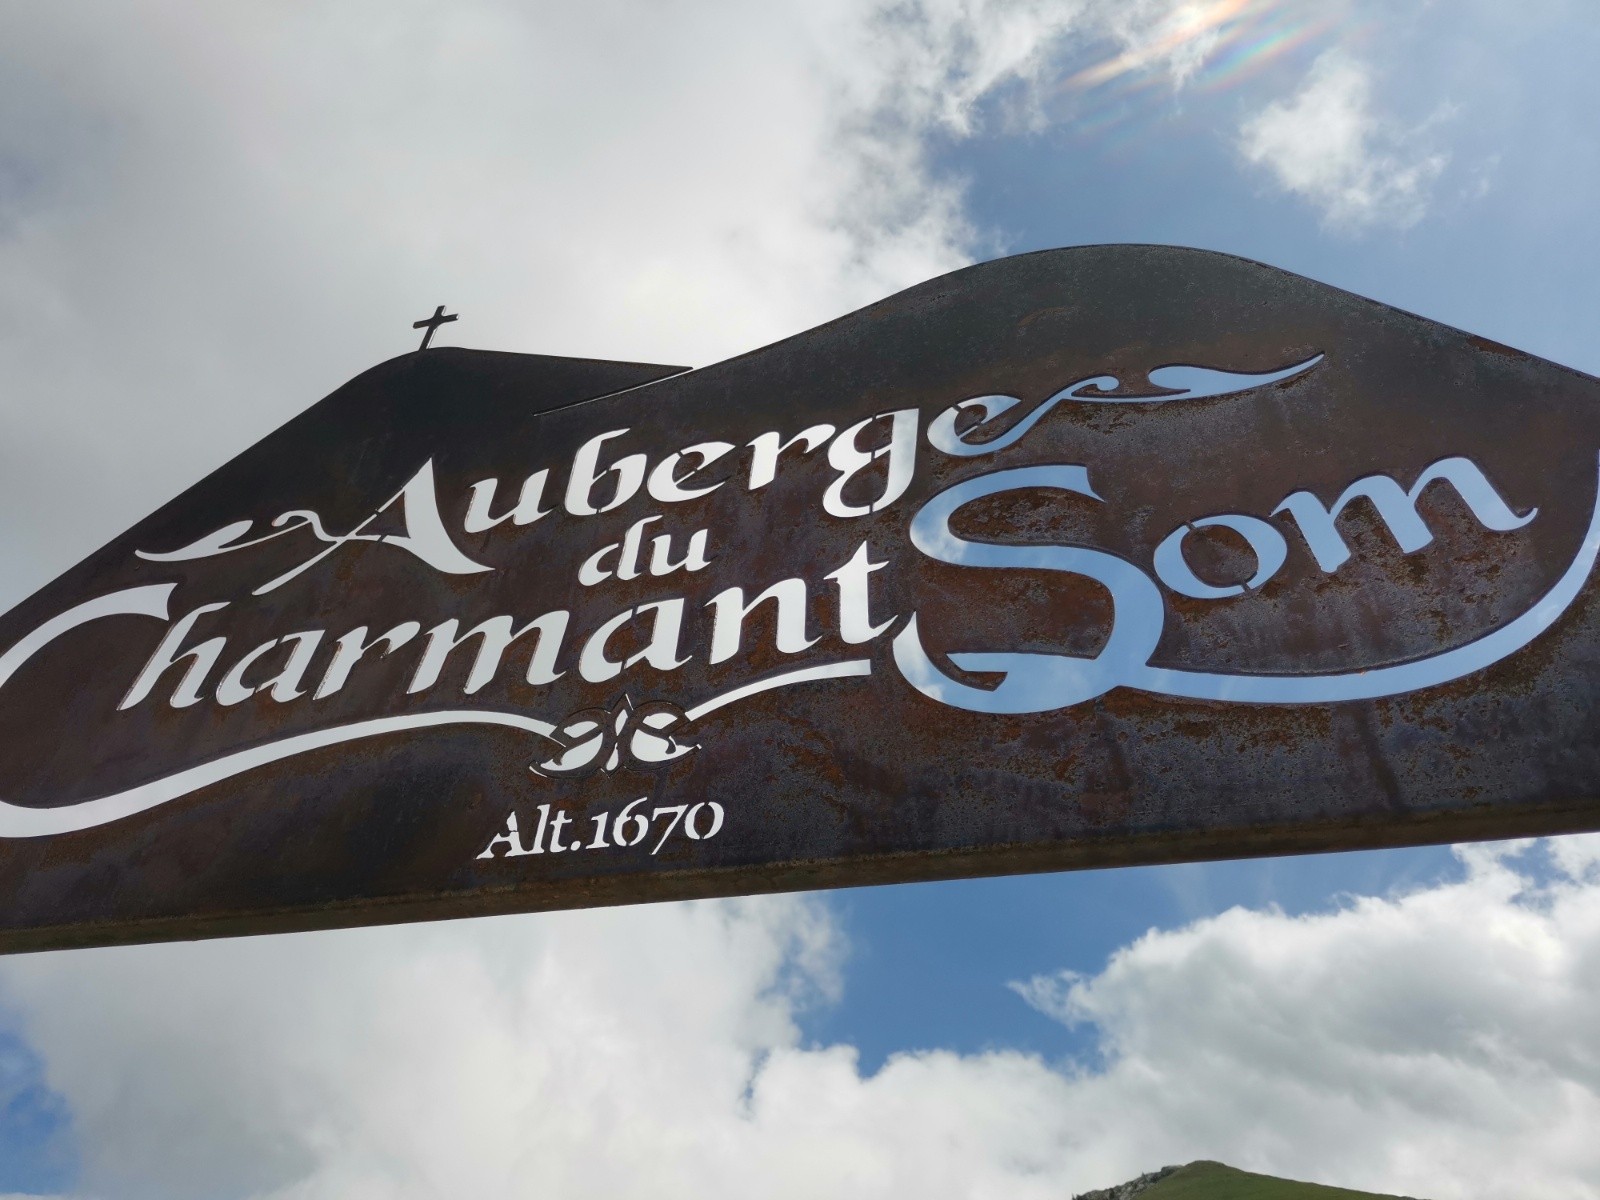 Auberge
du
Charmant Som
Alt.1670